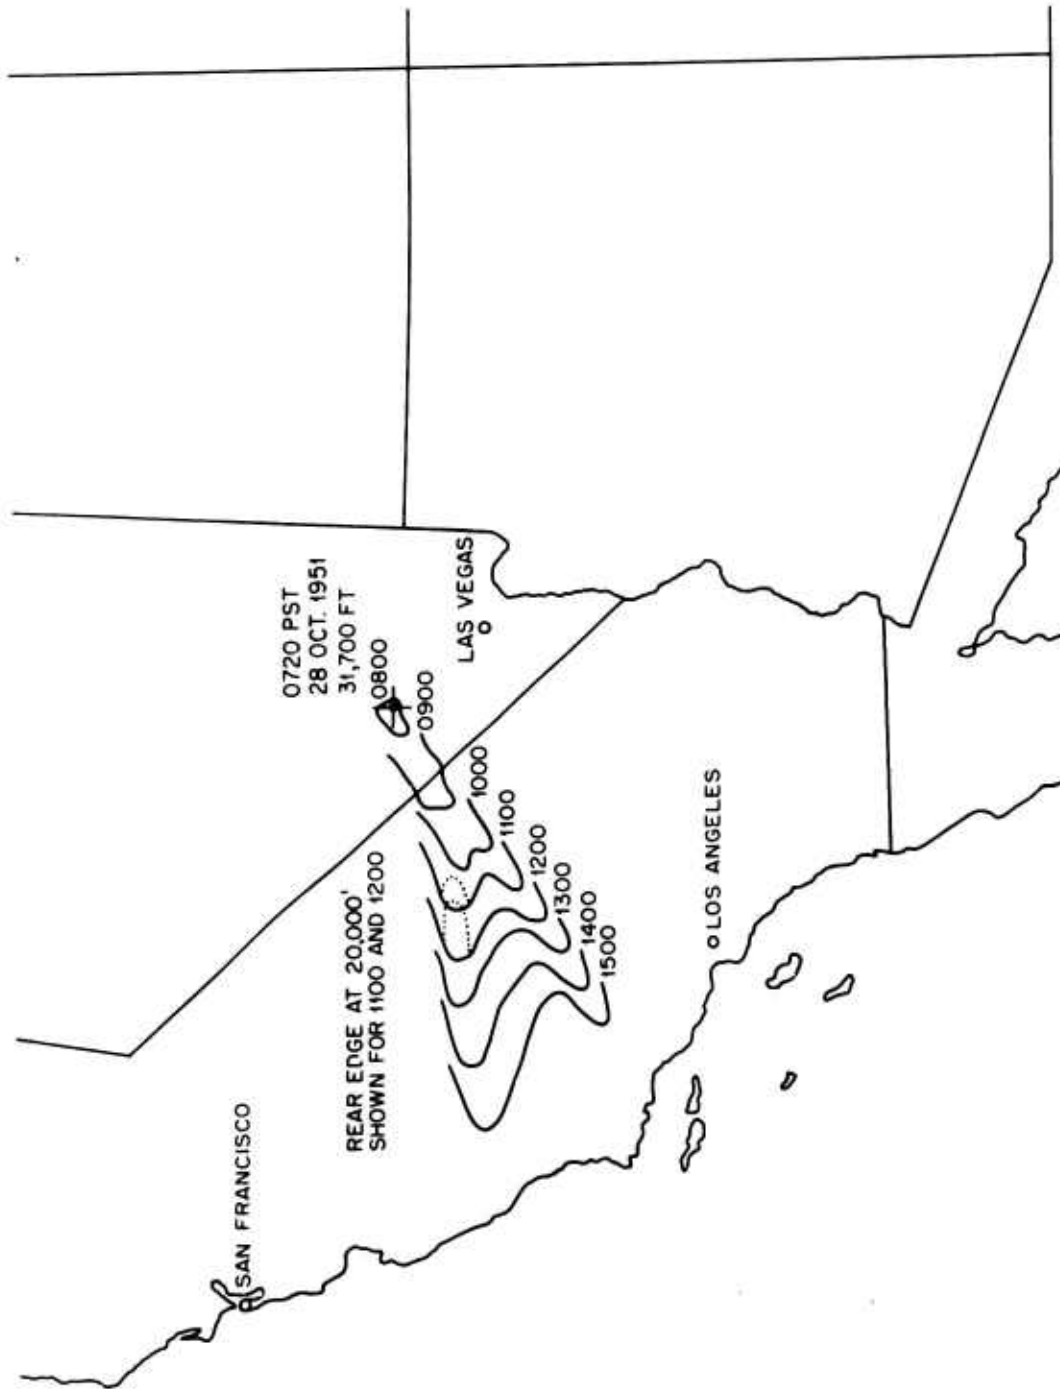 0720 PST
28 OCT. 1951
31,700 FT
0800
0900
LAS VEGAS
1000
1100
1200
1300
1400
1500
REAR EDGE AT 20,000'
SHOWN FOR 1100 AND 1200
SAN FRANCISCO
LOS ANGELES